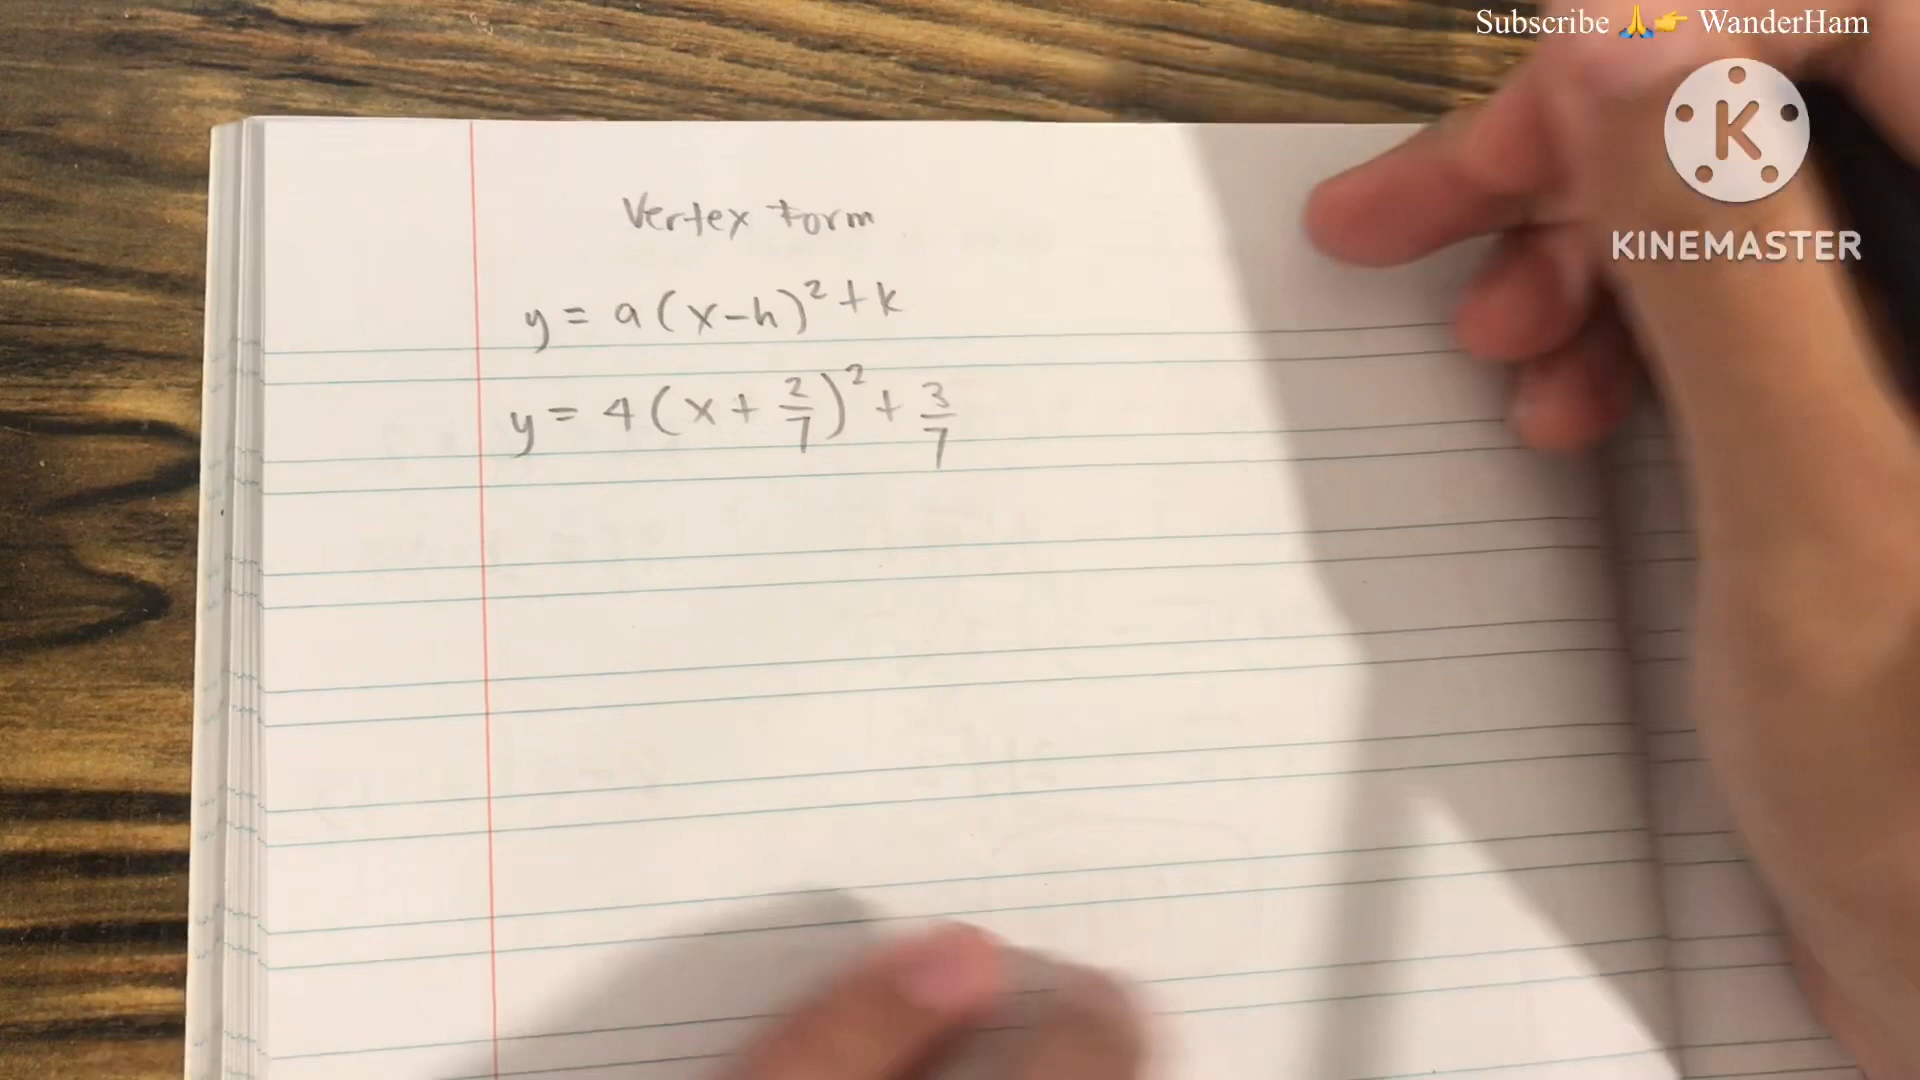 Subscribe 🙏👉 WanderHam
K
KINEMASTER
Vertex Form
y = a(x-h)² + k
y = 4(x + 2/7)² + 3/7